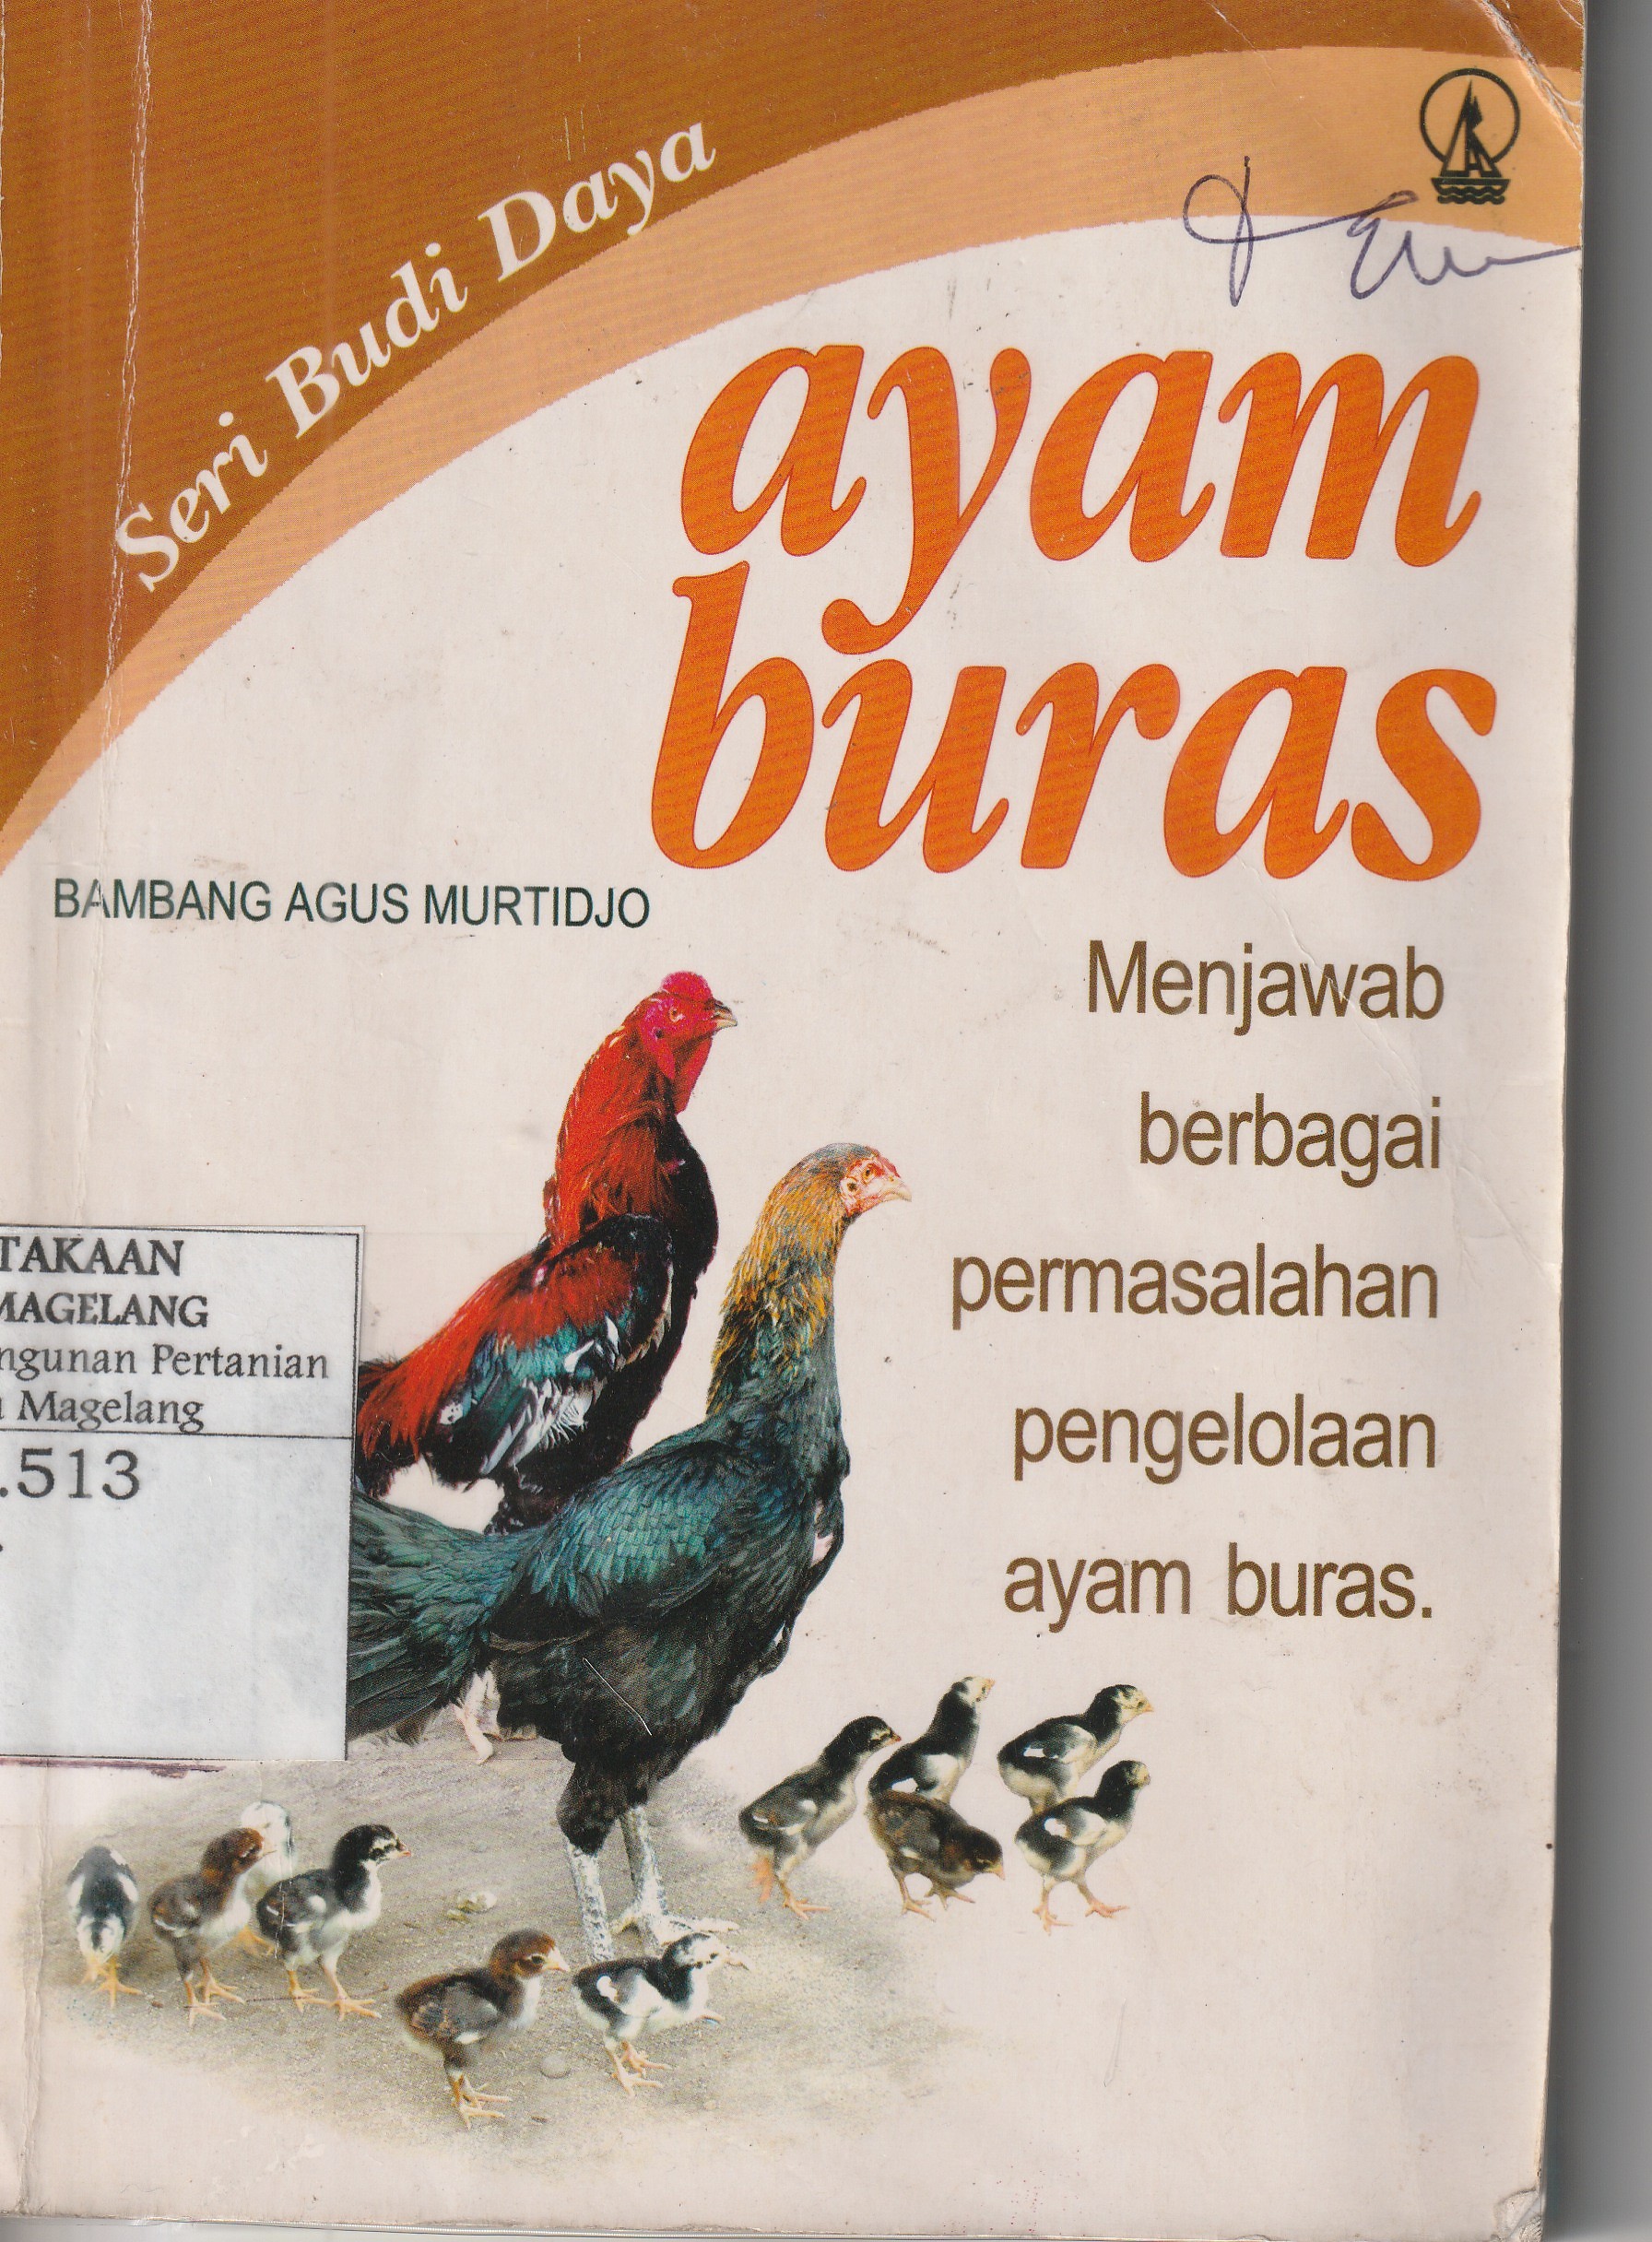 Seri Budi Daya
ayam
buras
BAMBANG AGUS MURTIDJO
Menjawab
berbagai
permasalahan
pengelolaan
ayam buras.
TAKAAN
MAGELANG
ngunan Pertanian
Magelang
.513